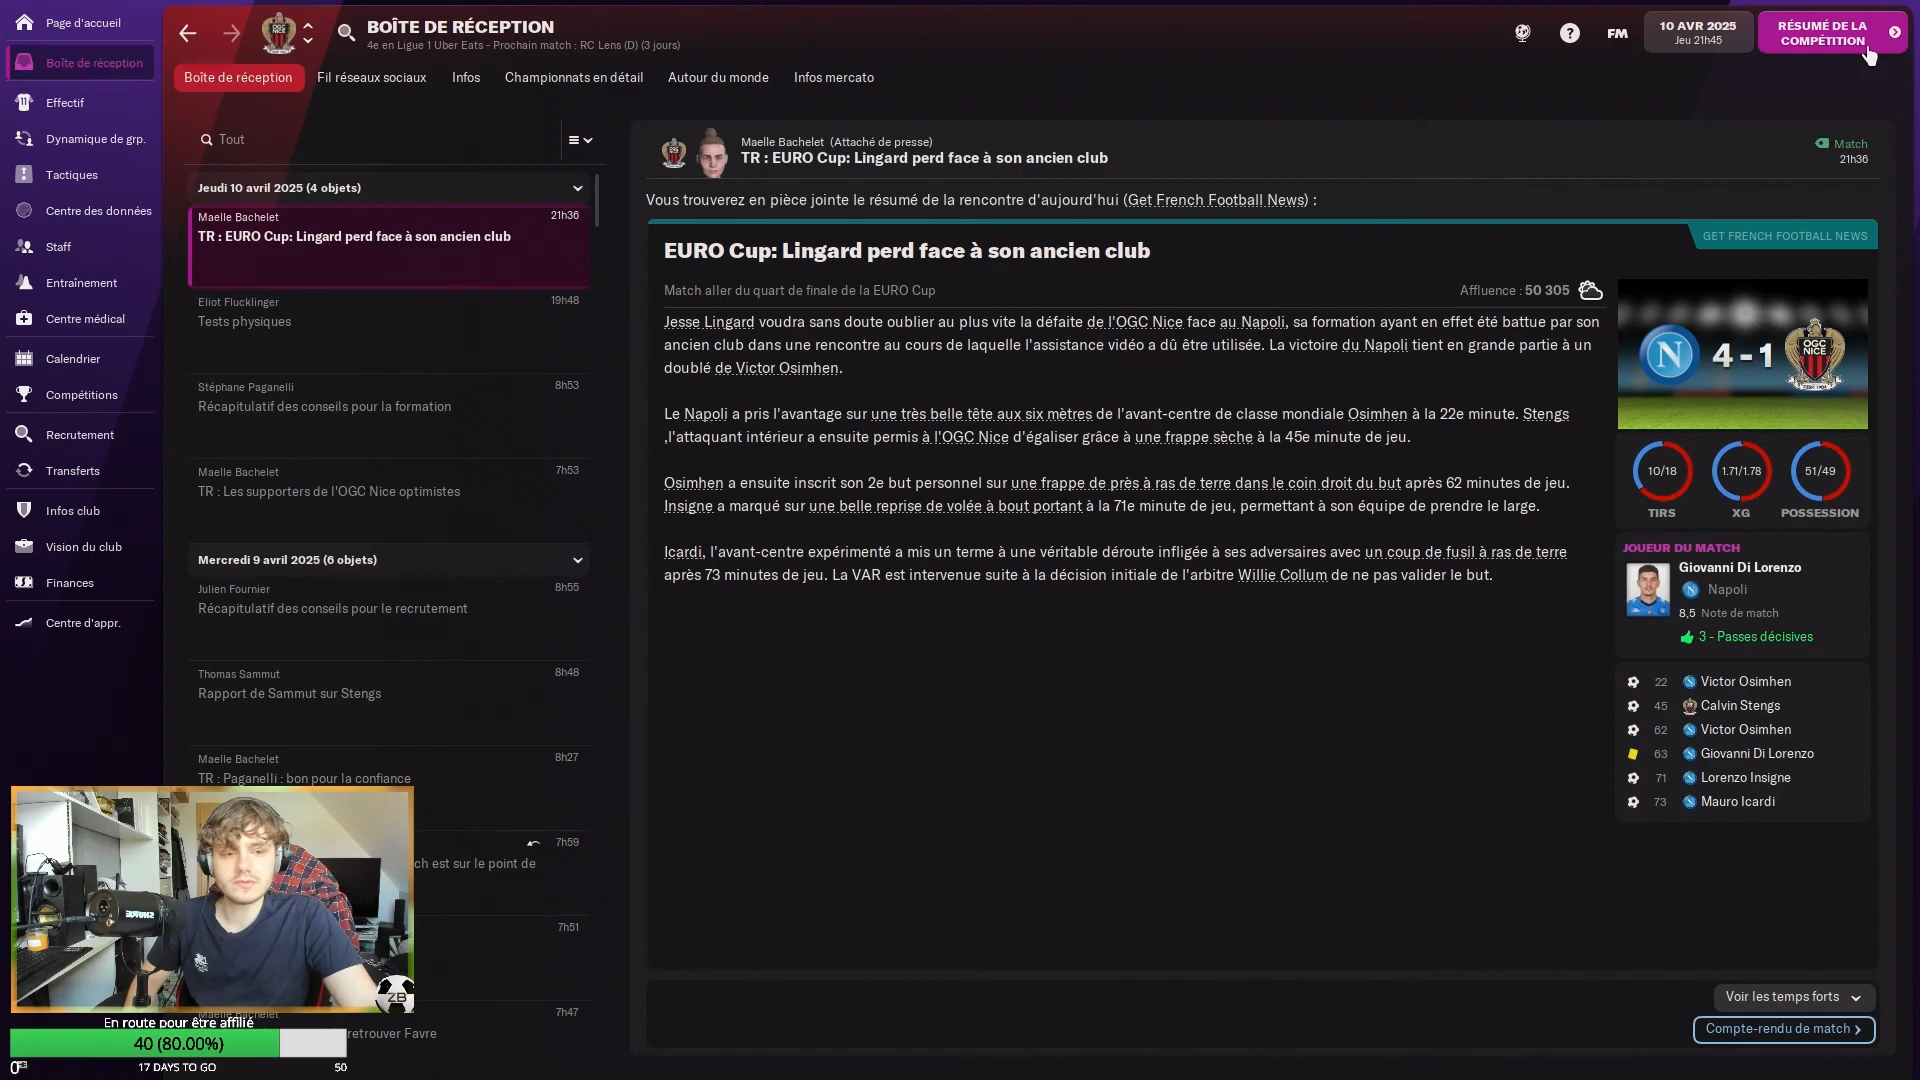 Page d'accueil
Boîte de réception
Effectif
Dynamique de grp.
Tactiques
Centre des données
Staff
Entraînement
Centre médical
Calendrier
Compétitions
Recrutement
Transferts
Infos club
Vision du club
Finances
Centre d'appr.
BOÎTE DE RÉCEPTION
4e en Ligue 1 Uber Eats - Prochain match : RC Lens (D) (3 jours)
FM
10 AVR 2025
Jeu 21h45
RÉSUMÉ DE LA
COMPÉTITION
Boîte de réception
Fil réseaux sociaux
Infos
Championnats en détail
Autour du monde
Infos mercato
Tout
Jeudi 10 avril 2025 (4 objets)
Maelle Bachelet 21h36
TR : EURO Cup: Lingard perd face à son ancien club
Eliot Flucklinger 19h48
Tests physiques
Stéphane Paganelli 8h53
Récapitulatif des conseils pour la formation
Maelle Bachelet 7h53
TR : Les supporters de l'OGC Nice optimistes
Mercredi 9 avril 2025 (6 objets)
Julien Fournier 8h55
Récapitulatif des conseils pour le recrutement
Thomas Sammut 8h48
Rapport de Sammut sur Stengs
Maelle Bachelet 8h27
TR : Paganelli : bon pour la confiance
7h59
ch est sur le point de
7h51
Maelle Bachelet 7h47
retrouver Favre
Maelle Bachelet (Attaché de presse)
TR : EURO Cup: Lingard perd face à son ancien club
Match
21h36
Vous trouverez en pièce jointe le résumé de la rencontre d'aujourd'hui (Get French Football News) :
GET FRENCH FOOTBALL NEWS
EURO Cup: Lingard perd face à son ancien club
Match aller du quart de finale de la EURO Cup
Affluence : 50 305
Jesse Lingard voudra sans doute oublier au plus vite la défaite de l'OGC Nice face au Napoli, sa formation ayant en effet été battue par son
ancien club dans une rencontre au cours de laquelle l'assistance vidéo a dû être utilisée. La victoire du Napoli tient en grande partie à un
doublé de Victor Osimhen.
Le Napoli a pris l'avantage sur une très belle tête aux six mètres de l'avant-centre de classe mondiale Osimhen à la 22e minute. Stengs
,l'attaquant intérieur a ensuite permis à l'OGC Nice d'égaliser grâce à une frappe sèche à la 45e minute de jeu.
Osimhen a ensuite inscrit son 2e but personnel sur une frappe de près à ras de terre dans le coin droit du but après 62 minutes de jeu.
Insigne a marqué sur une belle reprise de volée à bout portant à la 71e minute de jeu, permettant à son équipe de prendre le large.
Icardi, l'avant-centre expérimenté a mis un terme à une véritable déroute infligée à ses adversaires avec un coup de fusil à ras de terre
après 73 minutes de jeu. La VAR est intervenue suite à la décision initiale de l'arbitre Willie Collum de ne pas valider le but.
N 4 - 1 OGC NICE
10/18
1.71/1.78
51/49
TIRS
XG
POSSESSION
JOUEUR DU MATCH
Giovanni Di Lorenzo
Napoli
8,5 Note de match
3 - Passes décisives
22 Victor Osimhen
45 Calvin Stengs
62 Victor Osimhen
63 Giovanni Di Lorenzo
71 Lorenzo Insigne
73 Mauro Icardi
Voir les temps forts
Compte-rendu de match
SHURE
ZB
En route pour être affilié
40 (80.00%)
0
17 DAYS TO GO
50